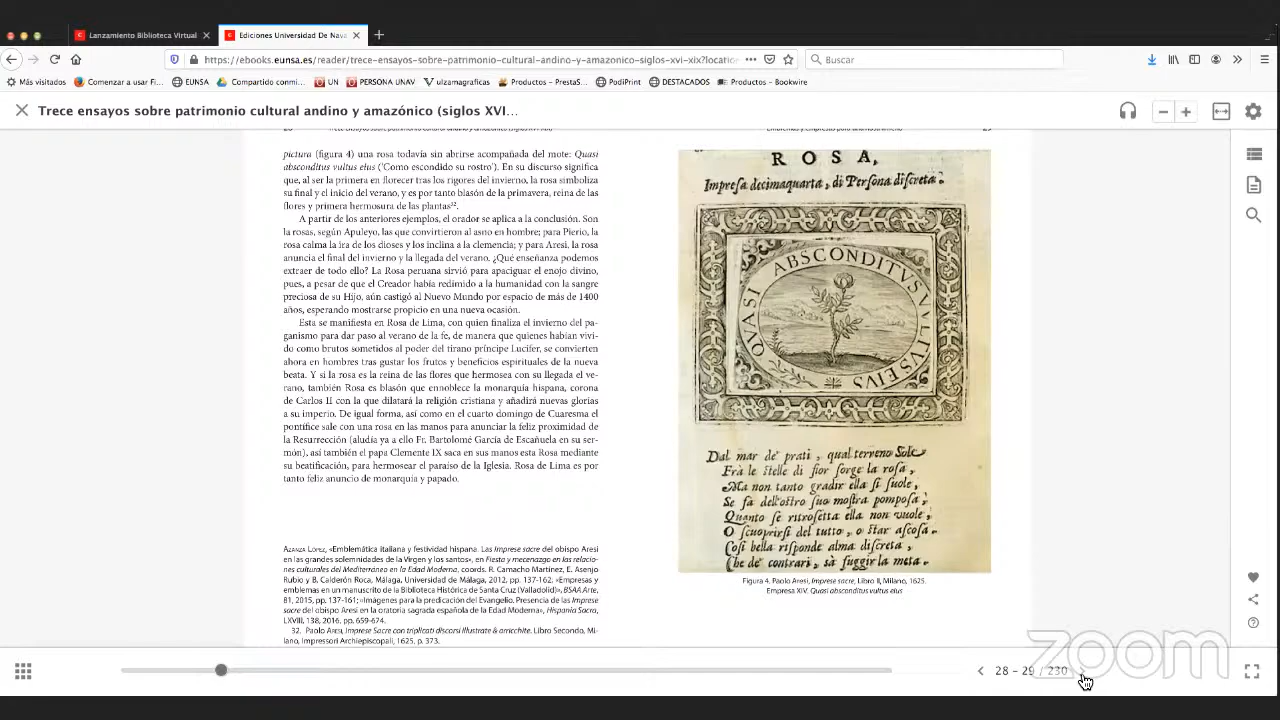 Lanzamiento Biblioteca Virtual
Ediciones Universidad De Nava
https://ebooks.eunsa.es/reader/trece-ensayos-sobre-patrimonio-cultural-andino-y-amazonico-siglos-xvi-xix?location
Buscar
Más visitados
Comenzar a usar Fi...
EUNSA
Compartido conmi...
UN
PERSONA UNAV
ulzamagraficas
Productos – PrestaS...
PodiPrint
DESTACADOS
Productes - Bookwire
Trece ensayos sobre patrimonio cultural andino y amazónico (siglos XVI...
pictura (figura 4) una rosa todavía sin abrirse acompañada del mote: Quasi
absconditus vultus eius ('Como escondido su rostro'). En su discurso significa
que, al ser la primera en florecer tras los rigores del invierno, la rosa simboliza
su final y el inicio del verano, y es por tanto blasón de la primavera, reina de las
flores y primer hermosura de las plantas³².
A partir de los anteriores ejemplos, el orador se aplica a la conclusión. Son
la rosas, según Apuleyo, las que convirtieron al asno en hombre; para Pierio, la
rosa calma la ira de los dioses y los inclina a la clemencia; y para Aresi, la rosa
anuncia el final del invierno y la llegada del verano. ¿Qué enseñanza podemos
extraer de todo ello? La Rosa peruana sirvió para apaciguar el enojo divino,
pues, a pesar de que el Creador había redimido a la humanidad con la sangre
preciosa de su Hijo, aún castigó al Nuevo Mundo por espacio de más de 1400
años, esperando mostrarse propicio en una nueva ocasión.
Esta se manifiesta en Rosa de Lima, con quien finaliza el invierno del pa-
ganismo para dar paso al verano de la fe, de manera que quienes habían vivi-
do como brutos sometidos al poder del tirano príncipe Lucifer, se convierten
ahora en hombres tras gustar los frutos y beneficios espirituales de la nueva
beata. Y si la rosa es la reina de las flores que hermosea con su llegada el ve-
rano, también Rosa es blasón que ennoblece la monarquía hispana, corona
de Carlos II con la que dilatará la religión cristiana y añadirá nuevas glorias
a su imperio. De igual forma, así como en el cuarto domingo de Cuaresma el
pontífice sale con una rosa en las manos para anunciar la feliz proximidad de
la Resurrección (aludía ya a ello Fr. Bartolomé García de Escañuela en su ser-
món), así también el papa Clemente IX saca en sus manos esta Rosa mediante
su beatificación, para hermosear el paraíso de la Iglesia. Rosa de Lima es por
tanto feliz anuncio de monarquía y papado.
Azanza López, «Emblemática italiana y festividad hispana. Las Imprese sacre del obispo Aresi
en las grandes solemnidades de la Virgen y los santos», en Fiesta y mecenazgo en las relacio-
nes culturales del Mediterráneo en la Edad Moderna, coords. R. Camacho Martínez, E. Asenjo
Rubio y B. Calderón Roca, Málaga, Universidad de Málaga, 2012, pp. 137-162, «Empresas y
emblemas en un manuscrito de la Biblioteca Histórica de Santa Cruz (Valladolid)», BSAA Arte,
81, 2015, pp. 137-161; «Imágenes para la predicación del Evangelio. Presencia de las Imprese
sacre del obispo Aresi en la oratoria sagrada española de la Edad Moderna», Hispania Sacra,
LXVIII, 138, 2016, pp. 659-674.
32. Paolo Aresi, Imprese Sacre con triplicati discorsi illustrate & arricchite. Libro Secondo, Mi-
lano, Impressori Archiepiscopali, 1625, p. 373.
29
ROSA,
Impresa decimaquarta, di Persona discreta.
QVASI ABSCONDITVS VVLTVS EIVS
Dal mar de' prati, qual terreno Sole
Frà le stelle di fior sorge la rosa,
Ma non tanto gradir ella si suole,
Se fà dell'ostro suo mostra pomposa,
Quanto se ritrosetta ella non vuole,
O scuoprirsi del tutto, o star ascosa.
Così bella risponde alma discreta,
Che de' contrari, sà fuggir la meta.
Figura 4. Paolo Aresi, Imprese sacre, Libro II, Milano, 1625.
Empresa XIV. Quasi absconditus vultus eius
28 – 29 / 230
zoom